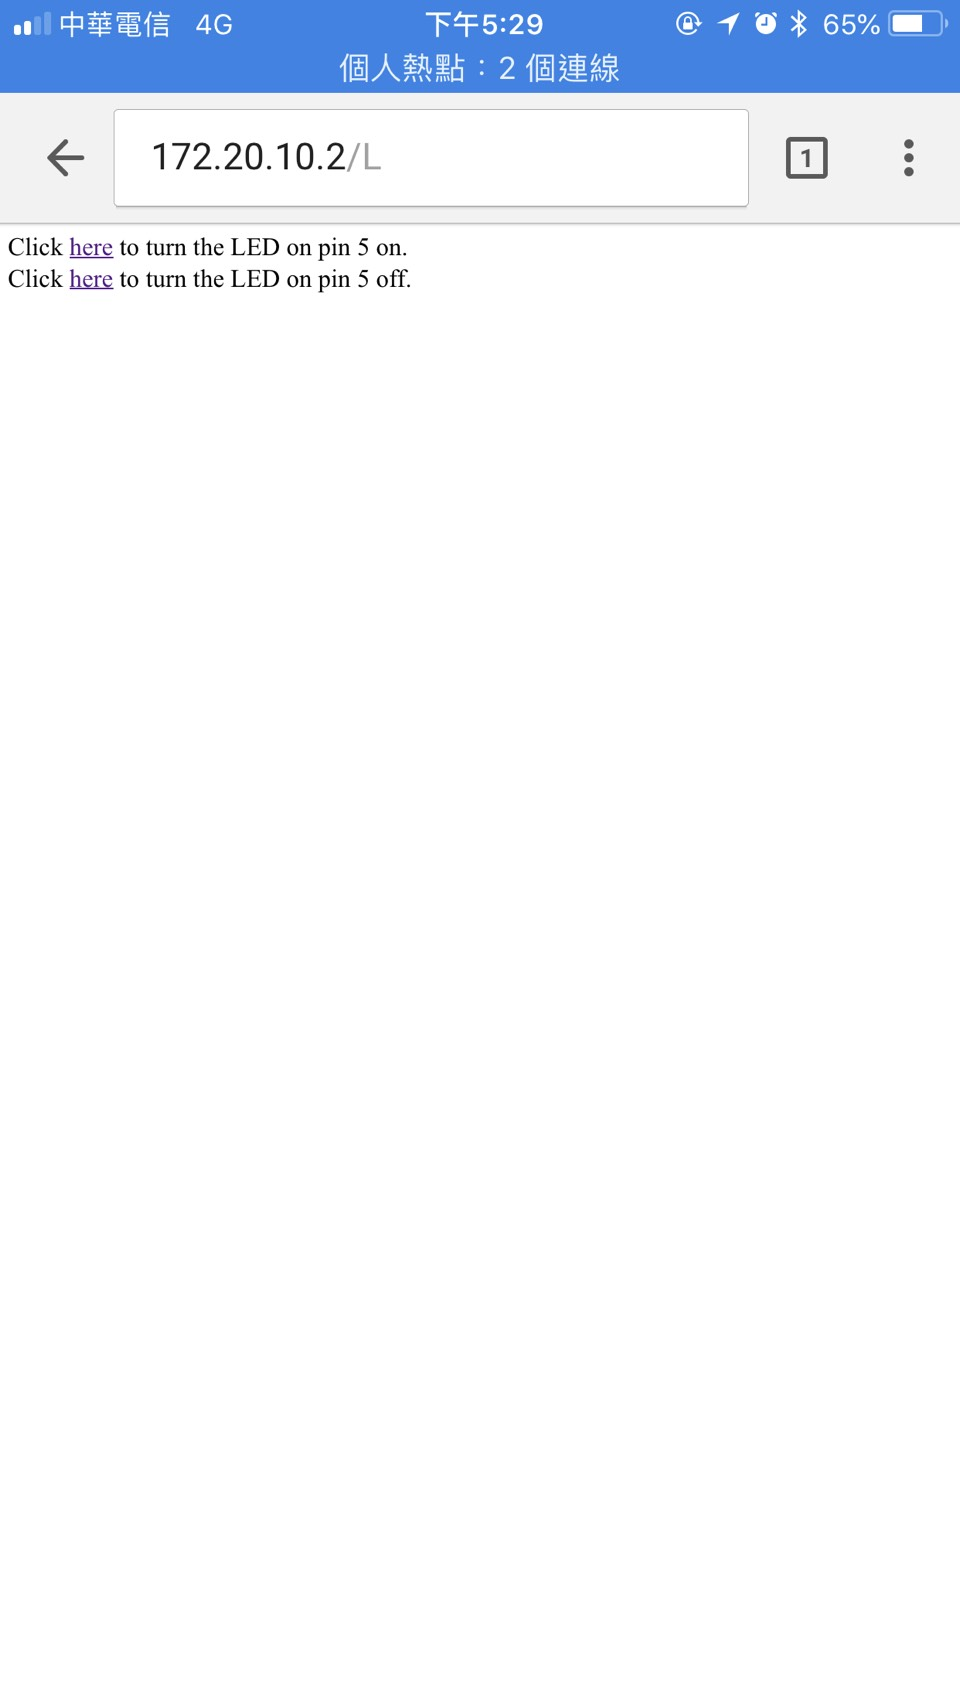 中華電信 4G 下午5:29 65%
個人熱點：2 個連線
172.20.10.2/L 1
Click here to turn the LED on pin 5 on.
Click here to turn the LED on pin 5 off.